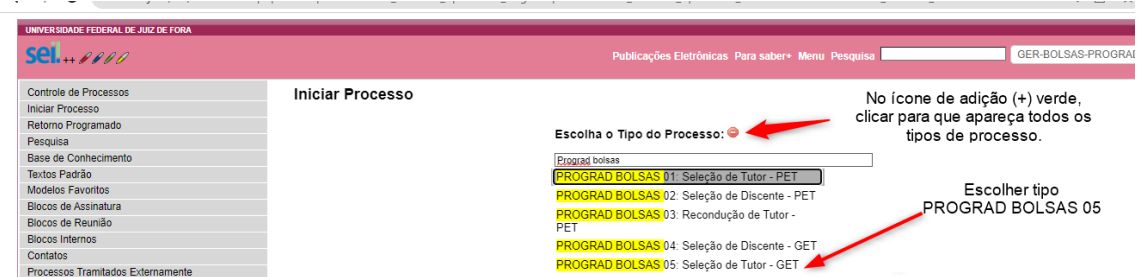 UNIVERSIDADE FEDERAL DE JUIZ DE FORA
sei. ++
Publicações Eletrônicas Para saber+ Menu Pesquisa
GER-BOLSAS-PROGRAD
Controle de Processos
Iniciar Processo
Retorno Programado
Pesquisa
Base de Conhecimento
Textos Padrão
Modelos Favoritos
Blocos de Assinatura
Blocos de Reunião
Blocos Internos
Contatos
Processos Tramitados Externamente
Iniciar Processo
Escolha o Tipo do Processo:
Prograd bolsas
PROGRAD BOLSAS 01: Seleção de Tutor - PET
PROGRAD BOLSAS 02: Seleção de Discente - PET
PROGRAD BOLSAS 03: Recondução de Tutor -
PET
PROGRAD BOLSAS 04: Seleção de Discente - GET
PROGRAD BOLSAS 05: Seleção de Tutor - GET
No ícone de adição (+) verde,
clicar para que apareça todos os
tipos de processo.
Escolher tipo
PROGRAD BOLSAS 05